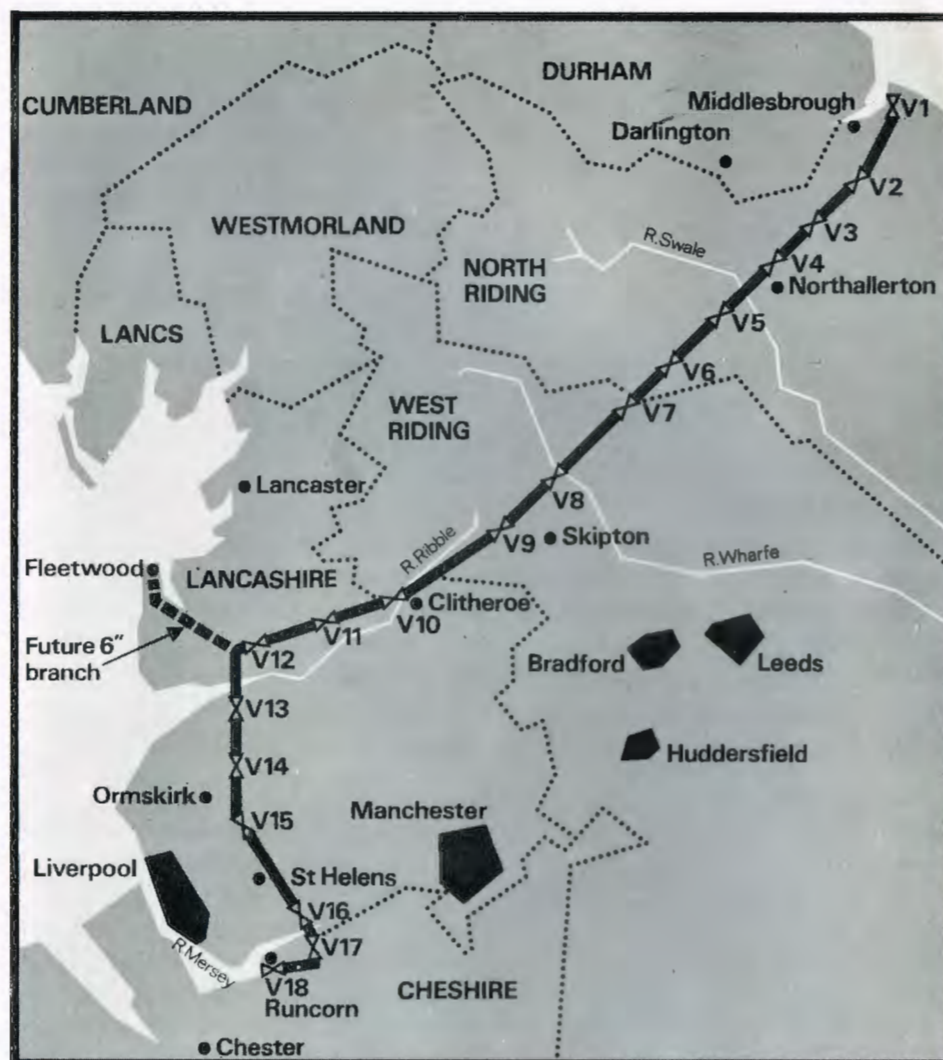 DURHAM
CUMBERLAND
Middlesbrough
V1
Darlington
V2
WESTMORLAND
V3
R.Swale
V4
NORTH
RIDING
Northallerton
LANCS
V5
V6
WEST
RIDING
V7
Lancaster
V8
R.Ribble
V9
Skipton
Fleetwood
LANCASHIRE
R.Wharfe
Clitheroe
V10
V11
Future 6"
branch
V12
Bradford
Leeds
V13
Huddersfield
V14
Ormskirk
Manchester
V15
Liverpool
St Helens
V16
V17
R.Mersey
V18
Runcorn
CHESHIRE
Chester